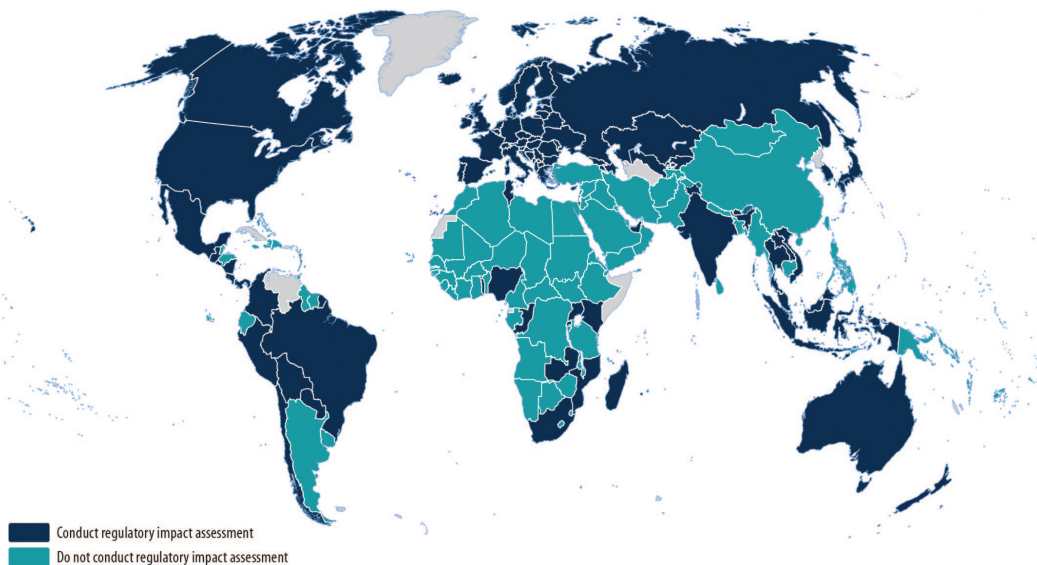 Conduct regulatory impact assessment
Do not conduct regulatory impact assessment